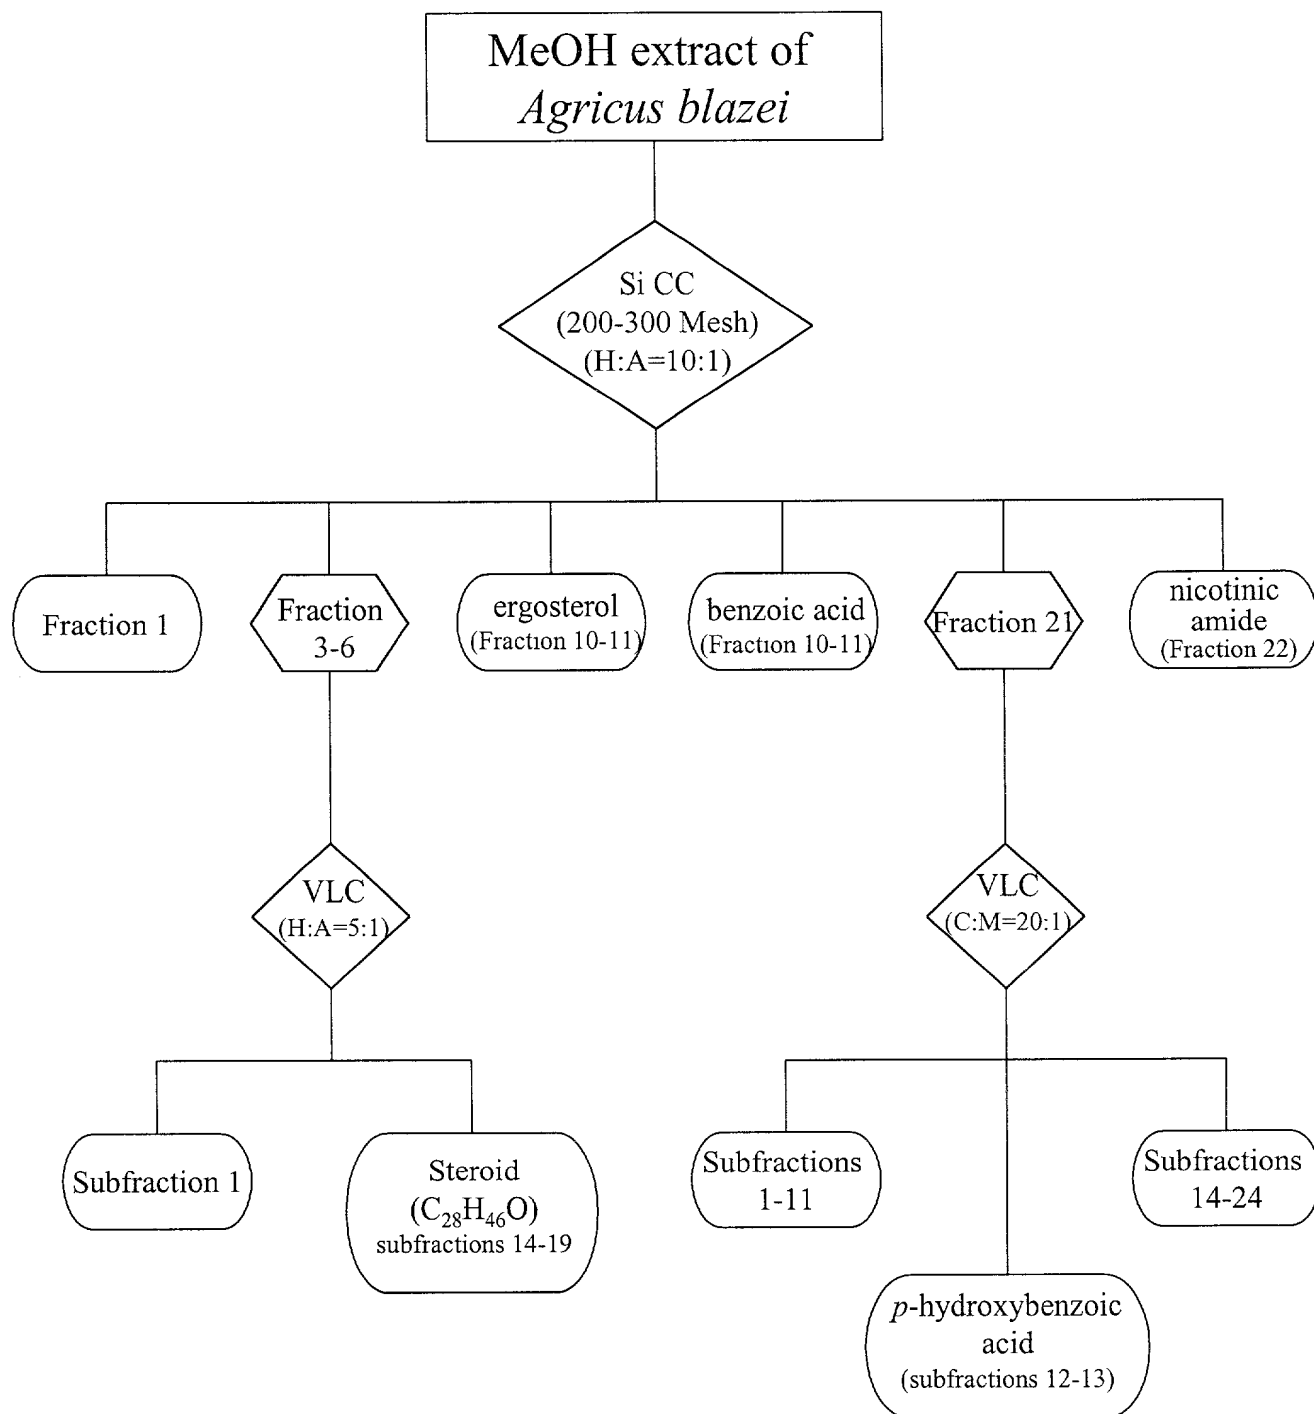 MeOH extract of
Agricus blazei
Si CC
(200-300 Mesh)
(H:A=10:1)
Fraction 1
Fraction
3-6
ergosterol
(Fraction 10-11)
benzoic acid
(Fraction 10-11)
Fraction 21
nicotinic
amide
(Fraction 22)
VLC
(H:A=5:1)
VLC
(C:M=20:1)
Subfraction 1
Steroid
(C₂₈H₄₆O)
subfractions 14-19
Subfractions
1-11
Subfractions
14-24
p-hydroxybenzoic
acid
(subfractions 12-13)